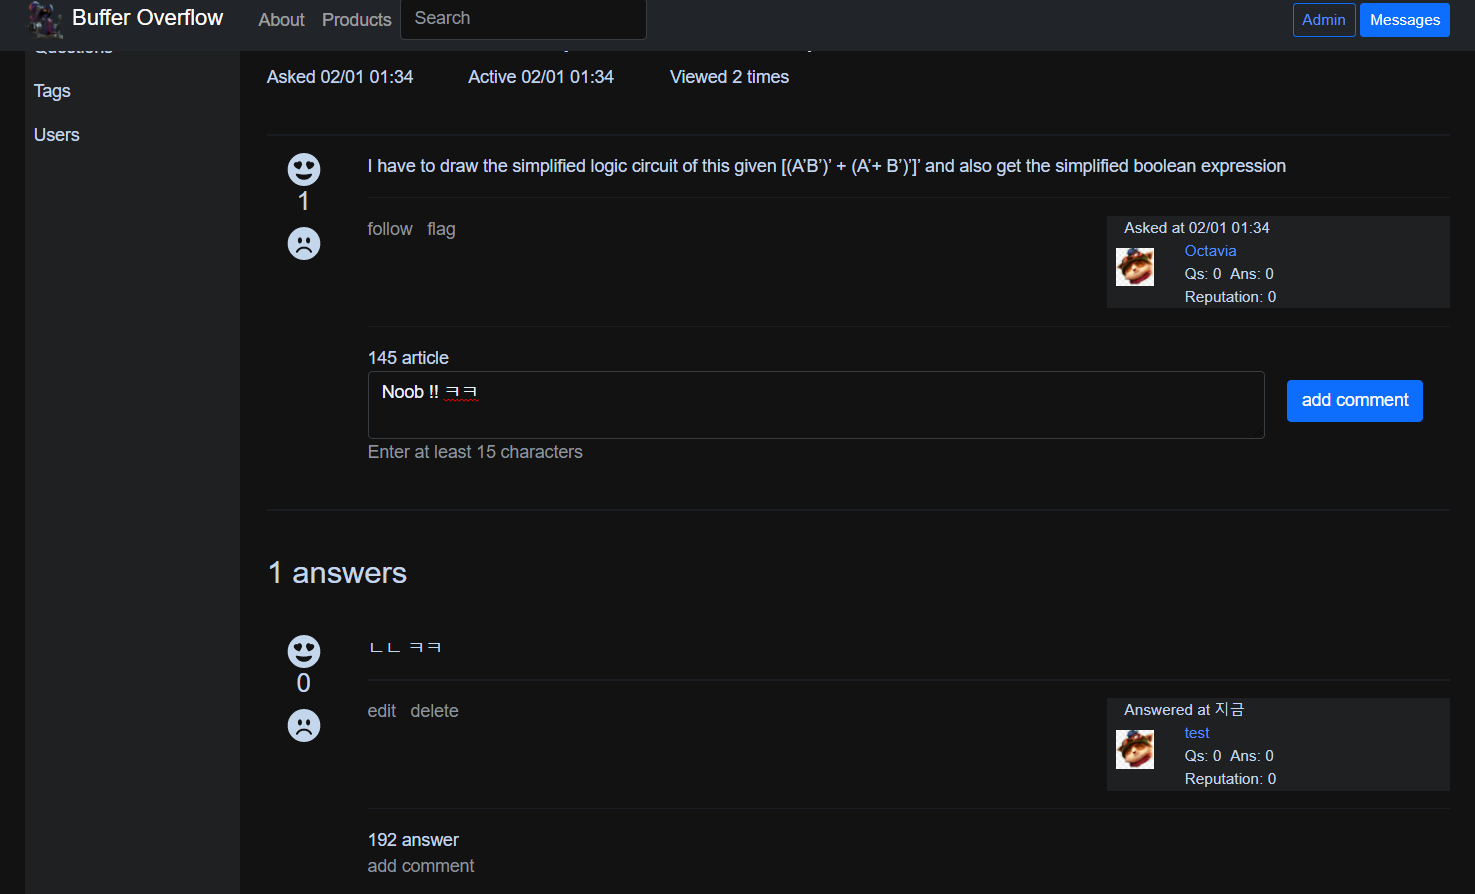 Buffer Overflow About Products Search Admin Messages
Questions
Asked 02/01 01:34 Active 02/01 01:34 Viewed 2 times
Tags
Users
I have to draw the simplified logic circuit of this given [(A’B’)’ + (A’+ B’)’]’ and also get the simplified boolean expression
1
follow flag
Asked at 02/01 01:34
Octavia
Qs: 0 Ans: 0
Reputation: 0
145 article
Noob !! ㅋㅋ
add comment
Enter at least 15 characters
1 answers
ㄴㄴ ㅋㅋ
0
edit delete
Answered at 지금
test
Qs: 0 Ans: 0
Reputation: 0
192 answer
add comment